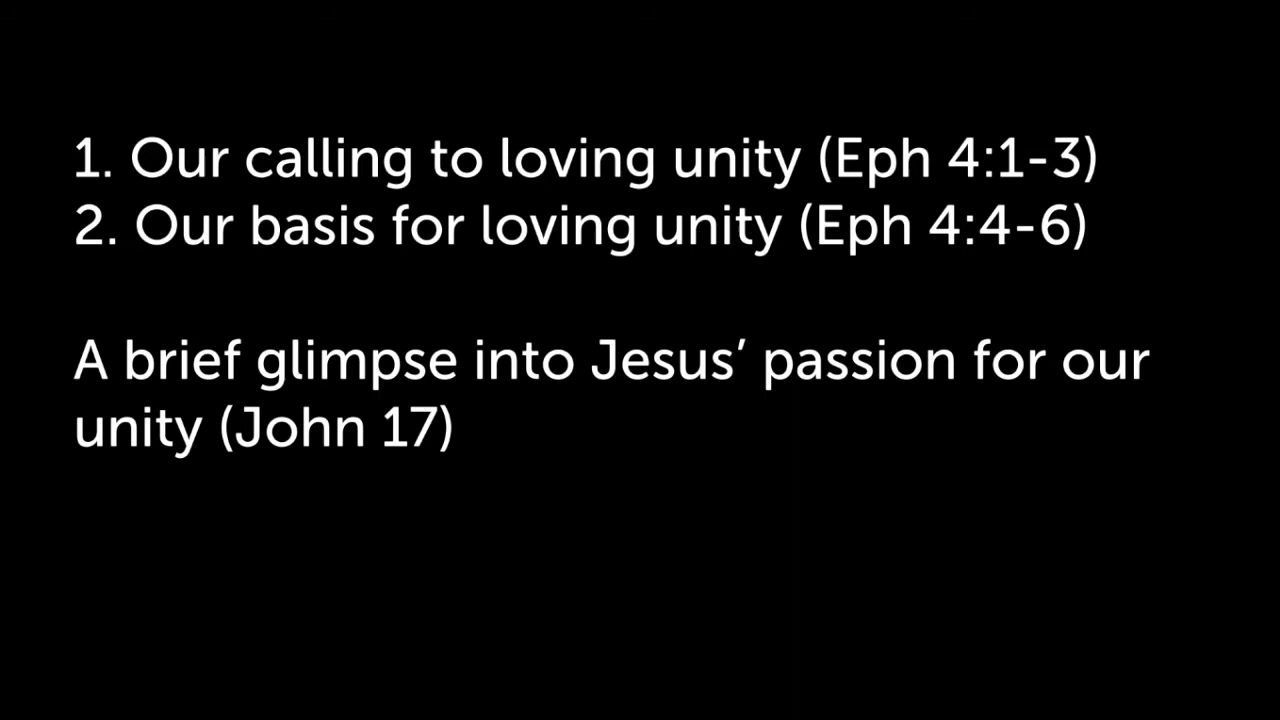 1. Our calling to loving unity (Eph 4:1-3)
2. Our basis for loving unity (Eph 4:4-6)
A brief glimpse into Jesus’ passion for our
unity (John 17)